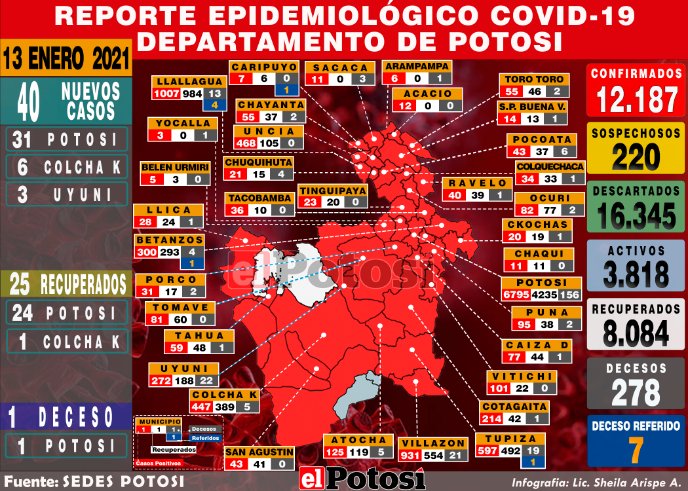 REPORTE EPIDEMIOLÓGICO COVID-19
DEPARTAMENTO DE POTOSI
13 ENERO 2021
40 NUEVOS CASOS
31 POTOSI
6 COLCHA K
3 UYUNI
25 RECUPERADOS
24 POTOSI
1 COLCHA K
1 DECESO
1 POTOSI
LLALLAGUA
1007 984 13
4
CARIPUYO
7 6 0
1
SACACA
11 0 3
ARAMPAMPA
6 0 1
ACACIO
12 0 0
TORO TORO
55 46 2
S.P. BUENA V.
14 13 1
CHAYANTA
55 37 2
YOCALLA
3 0 1
UNCIA
468 105 0
POCOATA
43 37 6
CHUQUIHUTA
21 15 4
COLQUECHACA
34 33 1
BELEN URMIRI
5 3 0
TINGUIPAYA
23 20 0
RAVELO
40 39 1
TACOBAMBA
36 10 0
OCURI
82 77 2
LLICA
28 24 1
CKOCHAS
20 19 1
BETANZOS
300 293 4
1
CHAQUI
11 11 0
PORCO
31 17 2
POTOSI
6795 4235 156
TOMAVE
81 60 0
PUNA
95 38 2
TAHUA
59 48 1
CAIZA D
77 44 1
UYUNI
272 188 22
VITICHI
101 22 0
COLCHA K
447 389 5
COTAGAITA
214 42 1
SAN AGUSTIN
43 41 0
ATOCHA
125 119 5
VILLAZON
931 554 21
TUPIZA
597 492 19
1
MUNICIPIO
1 1 1
1
Decesos
Referidos
Recuperados
Casos Positivos
el Potosí
CONFIRMADOS
12.187
SOSPECHOSOS
220
DESCARTADOS
16.345
ACTIVOS
3.818
RECUPERADOS
8.084
DECESOS
278
DECESO REFERIDO
7
Fuente: SEDES POTOSI
el Potosí
Infografía: Lic. Sheila Arispe A.